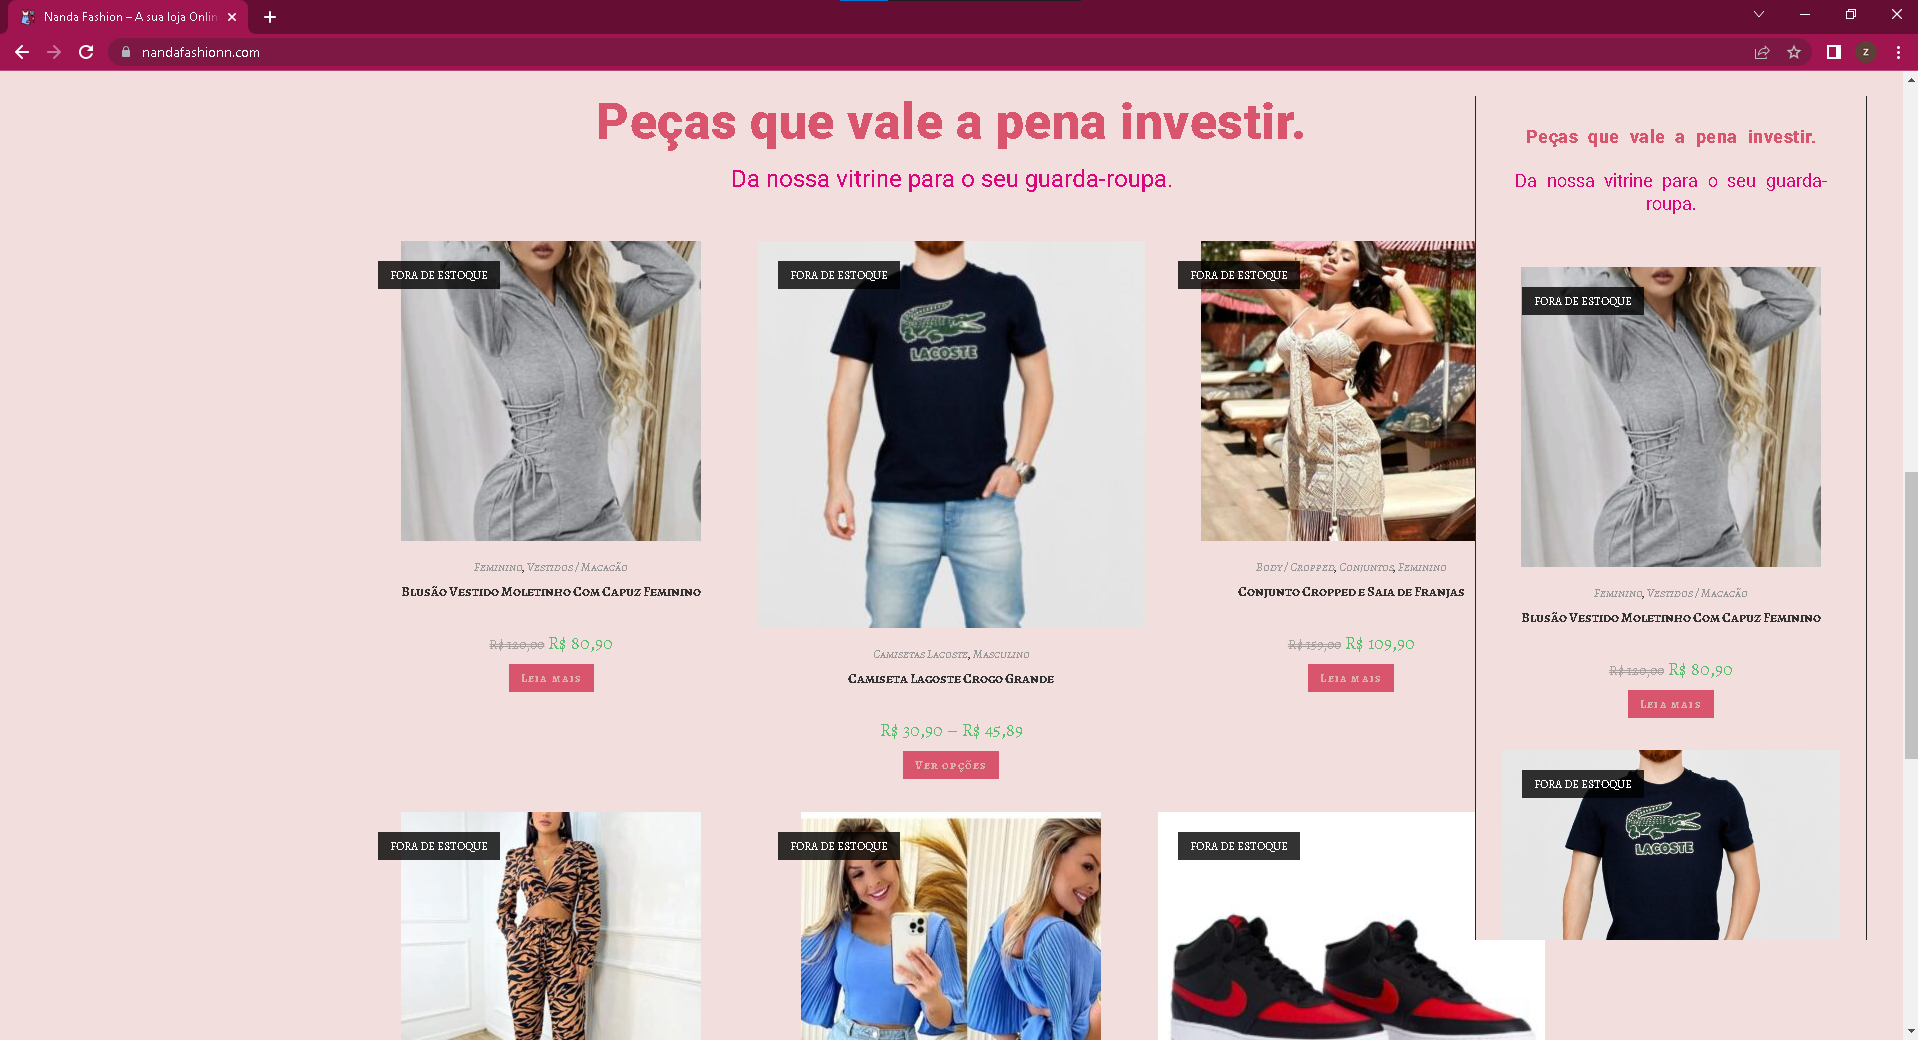 Nanda Fashion – A sua loja Onlin
nandafashionn.com
Z
Peças que vale a pena investir.
Da nossa vitrine para o seu guarda-roupa.
FORA DE ESTOQUE
FORA DE ESTOQUE
FORA DE ESTOQUE
LACOSTE
Feminino, Vestidos / Macacão
Blusão Vestido Moletinho Com Capuz Feminino
R$ 120,00 R$ 80,90
Leia mais
Camisetas Lacoste, Masculino
Camiseta Lacoste Croco Grande
R$ 30,90 – R$ 45,89
Ver opções
Body / Cropped, Conjuntos, Feminino
Conjunto Cropped e Saia de Franjas
R$ 159,00 R$ 109,90
Leia mais
FORA DE ESTOQUE
FORA DE ESTOQUE
FORA DE ESTOQUE
Peças que vale a pena investir.
Da nossa vitrine para o seu guarda-
roupa.
FORA DE ESTOQUE
Feminino, Vestidos / Macacão
Blusão Vestido Moletinho Com Capuz Feminino
R$ 120,00 R$ 80,90
Leia mais
FORA DE ESTOQUE
LACOSTE